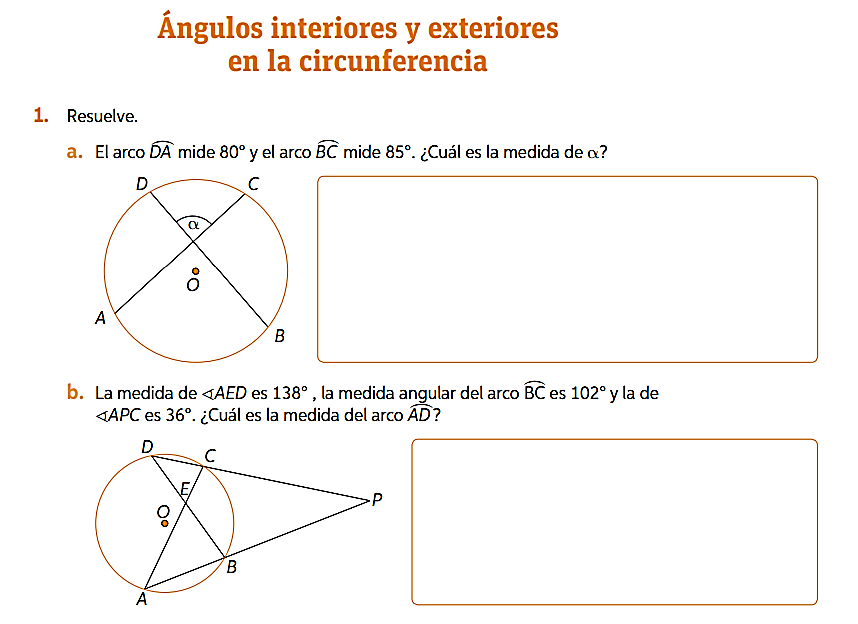 Ángulos interiores y exteriores
en la circunferencia
1. Resuelve.
a. El arco DA mide 80° y el arco BC mide 85°. ¿Cuál es la medida de α?
D
C
α
O
A
B
b. La medida de ∢AED es 138° , la medida angular del arco BC es 102° y la de
∢APC es 36°. ¿Cuál es la medida del arco AD?
D
C
E
P
O
B
A